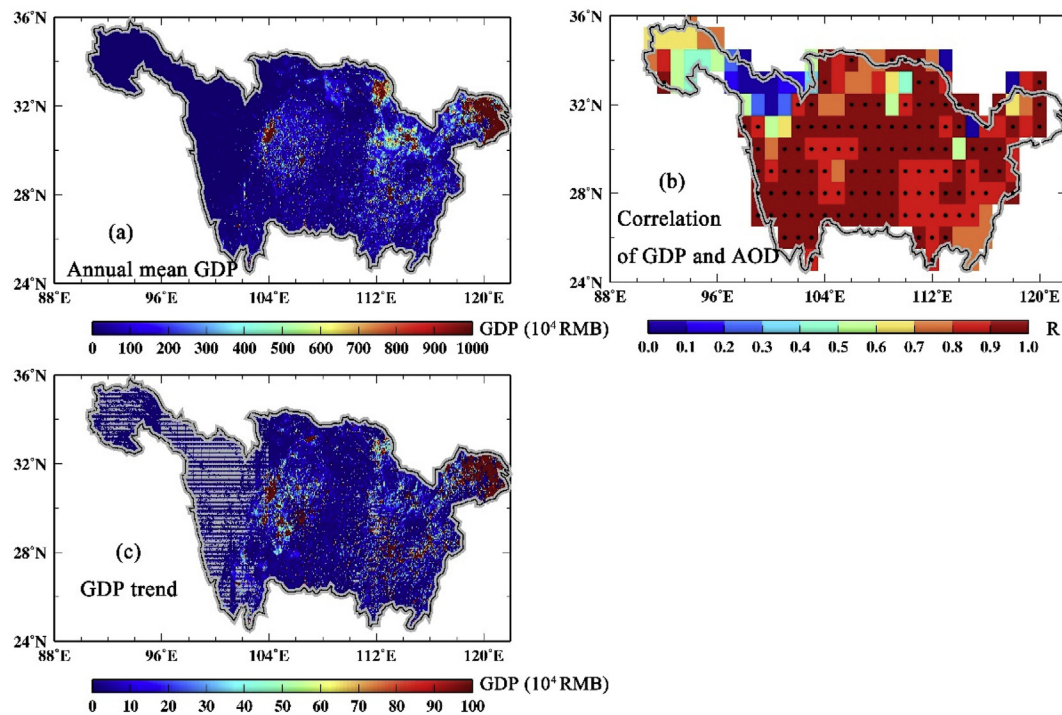 36°N
32°N
28°N
24°N
(a)
Annual mean GDP
88°E 96°E 104°E 112°E 120°E
GDP (10⁴ RMB)
0 100 200 300 400 500 600 700 800 900 1000
36°N
32°N
28°N
24°N
(b)
Correlation
of GDP and AOD
88°E 96°E 104°E 112°E 120°E
R
0.0 0.1 0.2 0.3 0.4 0.5 0.6 0.7 0.8 0.9 1.0
36°N
32°N
28°N
24°N
(c)
GDP trend
88°E 96°E 104°E 112°E 120°E
GDP (10⁴ RMB)
0 10 20 30 40 50 60 70 80 90 100